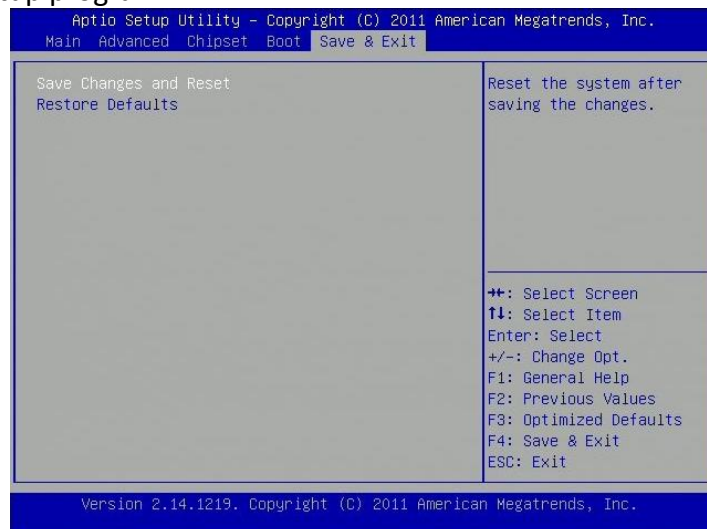 Aptio Setup Utility – Copyright (C) 2011 American Megatrends, Inc.
Main Advanced Chipset Boot Save & Exit
Save Changes and Reset
Restore Defaults
Reset the system after
saving the changes.
→←: Select Screen
↑↓: Select Item
Enter: Select
+/-: Change Opt.
F1: General Help
F2: Previous Values
F3: Optimized Defaults
F4: Save & Exit
ESC: Exit
Version 2.14.1219. Copyright (C) 2011 American Megatrends, Inc.